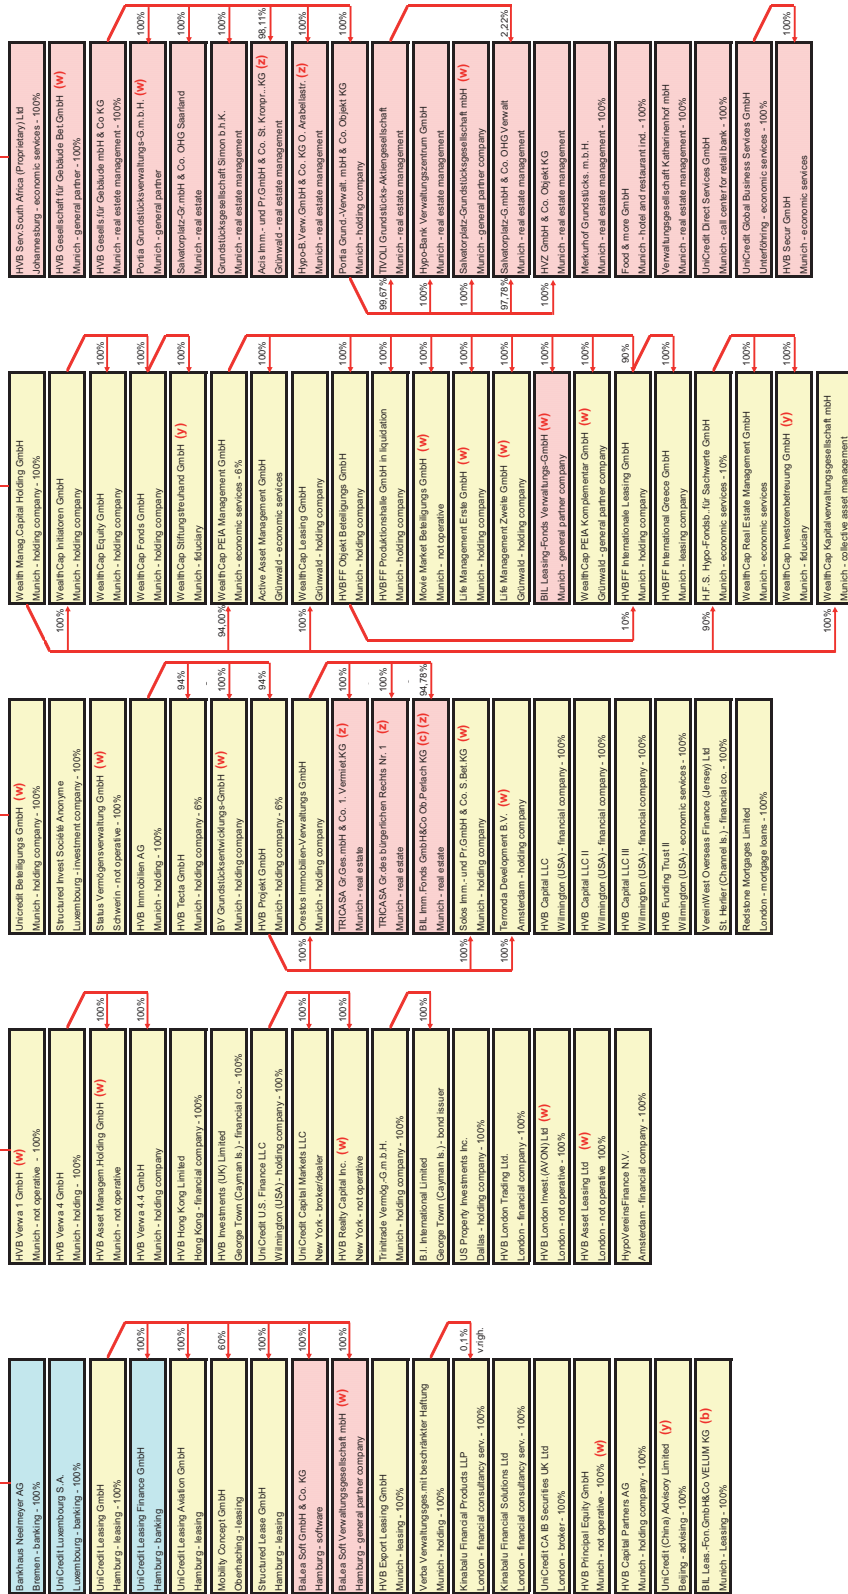 Bankhaus Neelmeyer AG
Bremen - banking - 100%
UniCredit Luxembourg S.A.
Luxembourg - banking - 100%
UniCredit Leasing GmbH
Hamburg - leasing - 100%
UniCredit Leasing Finance GmbH
Hamburg - banking
100%
UniCredit Leasing Aviation GmbH
Hamburg - leasing
100%
Mobility Concept GmbH
Oberhaching - leasing
60%
Structured Lease GmbH
Hamburg - leasing
100%
BaLea Soft GmbH & Co. KG
Hamburg - software
100%
BaLea Soft Verwaltungsgesellschaft mbH (w)
Hamburg - general partner company
100%
HVB Export Leasing GmbH
Munich - leasing - 100%
Verba Verwaltungsges.mit beschränkter Haftung
Munich - holding - 100%
Kinabalu Financial Products LLP
London - financial consultancy serv. - 100%
0,1%
v.righ.
Kinabalu Financial Solutions Ltd
London - financial consultancy serv. - 100%
UniCredit CA IB Securities UK Ltd
London - broker - 100%
HVB Principal Equity GmbH
Munich - not operative - 100% (w)
HVB Capital Partners AG
Munich - holding company - 100%
UniCredit (China) Advisory Limited (y)
Beijing - advising - 100%
BIL Leas.-Fon.GmbH&Co VELUM KG (b)
Munich - Leasing - 100%
HVB Verwa 1 GmbH (w)
Munich - not operative - 100%
HVB Verwa 4 GmbH
Munich - holding - 100%
HVB Asset Managem.Holding GmbH (w)
Munich - not operative
100%
HVB Verwa 4.4 GmbH
Munich - holding company
100%
HVB Hong Kong Limited
Hong Kong - financial company - 100%
HVB Investments (UK) Limited
George Town (Cayman Is.) - financial co. - 100%
UniCredit U.S. Finance LLC
Wilmington (USA) - holding company - 100%
UniCredit Capital Markets LLC
New York - broker/dealer
100%
HVB Realty Capital Inc. (w)
New York - not operative
100%
Trinitrade Vermög.-G.m.b.H.
Munich - holding company - 100%
B.I. International Limited
George Town (Cayman Is.) - bond issuer
100%
US Property Investments Inc.
Dallas - holding company - 100%
HVB London Trading Ltd.
London - financial company - 100%
HVB London Invest.(AVON) Ltd (w)
London - not operative - 100%
HVB Asset Leasing Ltd (w)
London - not operative 100%
HypoVereinsFinance N.V.
Amsterdam - financial company - 100%
Unicredit Beteiligungs GmbH (w)
Munich - holding company - 100%
Structured Invest Société Anonyme
Luxembourg - investment company - 100%
Status Vermögensverwaltung GmbH (w)
Schwerin - not operative - 100%
HVB Immobilien AG
Munich - holding - 100%
HVB Tecta GmbH
Munich - holding company - 6%
94%
BV Grundstücksentwicklungs-GmbH (w)
Munich - holding company
100%
HVB Projekt GmbH
Munich - holding company - 6%
94%
Orestos Immobilien-Verwaltungs GmbH
Munich - holding company
100%
TRICASA Gr.Ges.mbH & Co. 1. Vermiet.KG (z)
Munich - real estate
100%
TRICASA Gr.des bürgerlichen Rechts Nr. 1 (z)
Munich - real estate
100%
BIL Imm.Fonds GmbH&Co Ob.Perlach KG (c) (z)
Munich - real estate
94,78%
Solos Imm.- und Pr.GmbH & Co. S.Bet.KG (w)
Munich - holding company
100%
Terronda Development B.V. (w)
Amsterdam - holding company
100%
HVB Capital LLC
Wilmington (USA) - financial company - 100%
HVB Capital LLC II
Wilmington (USA) - financial company - 100%
HVB Capital LLC III
Wilmington (USA) - financial company - 100%
HVB Funding Trust II
Wilmington (USA) - economic services - 100%
VereinWest Overseas Finance (Jersey) Ltd
St. Herlier (Channel Is.) - financial co. - 100%
Redstone Mortgages Limited
London - mortgage loans - 100%
Wealth Manag.Capital Holding GmbH
Munich - holding company - 100%
WealthCap Initiatoren GmbH
Munich - holding company
100%
WealthCap Equity GmbH
Munich - holding company
100%
WealthCap Fonds GmbH
Munich - holding company
100%
WealthCap Stiftungstreuhand GmbH (y)
Munich - fiduciary
100%
WealthCap PEIA Management GmbH
Munich - economic services - 6%
94,00%
Active Asset Management GmbH
Grünwald - economic services
100%
WealthCap Leasing GmbH
Grünwald - holding company
100%
HVBFF Objekt Beteiligungs GmbH
Munich - holding company
100%
HVBFF Produktionshalle GmbH in liquidation
Munich - holding company
100%
Movie Market Beteiligungs GmbH (w)
Munich - not operative
100%
Life Management Erste GmbH (w)
Munich - holding company
100%
Life Management Zweite GmbH (w)
Grünwald - holding company
100%
BIL Leasing-Fonds Verwaltungs-GmbH (w)
Munich - general partner company
100%
WealthCap PEIA Komplementar GmbH (w)
Grünwald - general partner company
100%
HVBFF Internationale Leasing GmbH
Munich - holding company
10%
90%
HVBFF International Greece GmbH
Munich - leasing company
100%
H.F.S. Hypo-Fondsb..für Sachwerte GmbH
Munich - economic services - 10%
90%
WealthCap Real Estate Management GmbH
Munich - economic services
100%
WealthCap Investorenbetreuung GmbH (y)
Munich - fiduciary
100%
WealthCap Kapitalverwaltungsgesellschaft mbH
Munich - collective asset management
100%
HVB Serv.South Africa (Proprietary) Ltd
Johannesburg - economic services - 100%
HVB Gesellschaft für Gebäude Bet.GmbH (w)
Munich - general partner - 100%
HVB Gesells.für Gebäude mbH & Co KG
Munich - real estate management - 100%
Portia Grundstücksverwaltungs-G.m.b.H. (w)
Munich - general partner
100%
Salvatorplatz-Gr.mbH & Co. OHG Saarland
Munich - real estate
100%
Grundstücksgesellschaft Simon b.h.K.
Munich - real estate management
100%
Acis Imm.- und Pr.GmbH & Co. St. Kronpr...KG (z)
Grünwald - real estate management
98,11%
Hypo-B.Verw.GmbH & Co. KG O. Arabellastr. (z)
Munich - real estate management
100%
Portia Grund.-Verwalt. mbH & Co. Objekt KG
Munich - holding company
100%
TIVOLI Grundstücks-Aktiengesellschaft
Munich - real estate management
99,67%
Hypo-Bank Verwaltungszentrum GmbH
Munich - real estate management
100%
Salvatorplatz-Grundstücksgesellschaft mbH (w)
Munich - real estate general partner company
100%
Salvatorplatz-G.mbH & Co. OHG Verwalt
Munich - real estate management
97,78%
2,22%
HVZ GmbH & Co. Objekt KG
Munich - real estate management
100%
Merkurhof Grundstücks. m.b.H.
Munich - real estate management - 100%
Food & more GmbH
Munich - hotel and restaurant ind. - 100%
Verwaltungsgesellschaft Katharinenhof mbH
Munich - real estate management - 100%
UniCredit Direct Services GmbH
Munich - call center for retail bank - 100%
UniCredit Global Business Services GmbH
Unterföhring - economic services - 100%
HVB Secur GmbH
Munich - economic services
100%